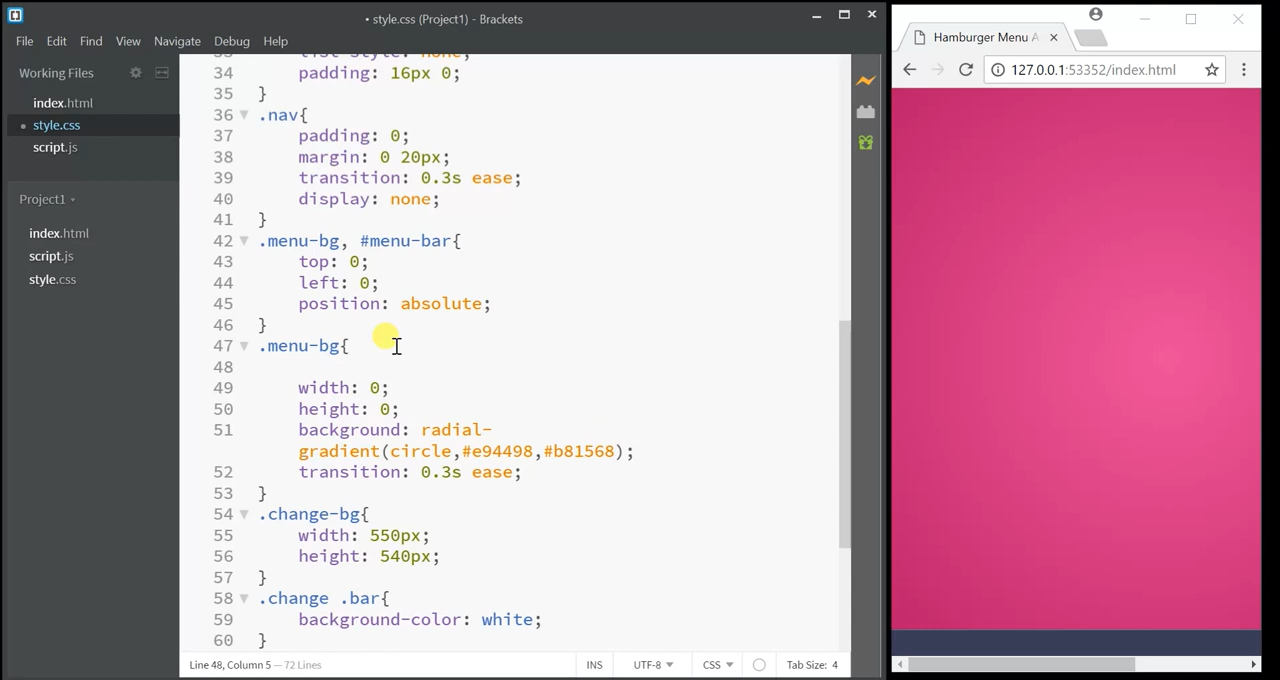 • style.css (Project1) - Brackets
File Edit Find View Navigate Debug Help
Working Files
index.html
• style.css
script.js
Project1
index.html
script.js
style.css
33 list-style: none;
34 padding: 16px 0;
35 }
36 .nav{
37 padding: 0;
38 margin: 0 20px;
39 transition: 0.3s ease;
40 display: none;
41 }
42 .menu-bg, #menu-bar{
43 top: 0;
44 left: 0;
45 position: absolute;
46 }
47 .menu-bg{
48
49 width: 0;
50 height: 0;
51 background: radial-
gradient(circle,#e94498,#b81568);
52 transition: 0.3s ease;
53 }
54 .change-bg{
55 width: 550px;
56 height: 540px;
57 }
58 .change .bar{
59 background-color: white;
60 }
Line 48, Column 5 — 72 Lines
INS UTF-8 CSS Tab Size: 4
Hamburger Menu A
127.0.0.1:53352/index.html